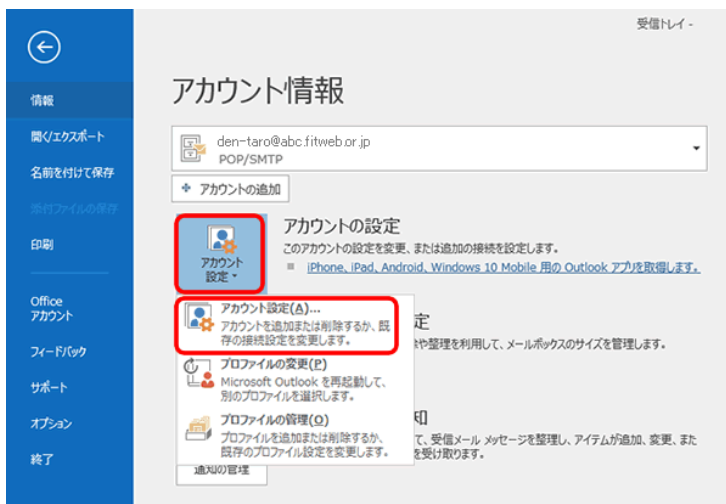 受信トレイ -
情報
開く/エクスポート
名前を付けて保存
添付ファイルの保存
印刷
Office
アカウント
フィードバック
サポート
オプション
終了
アカウント情報
den-taro@abc.fitweb.or.jp
POP/SMTP
アカウントの追加
アカウント
設定
アカウントの設定
このアカウントの設定を変更、または追加の接続を設定します。
iPhone、iPad、Android、Windows 10 Mobile 用の Outlook アプリを取得します。
アカウント設定(A)...
アカウントを追加または削除するか、既
存の接続設定を変更します。
プロファイルの変更(P)
Microsoft Outlook を再起動して、
別のプロファイルを選択します。
プロファイルの管理(O)
プロファイルを追加または削除するか、
既存のプロファイル設定を変更します。
定
や整理を利用して、メールボックスのサイズを管理します。
知
て、受信メール メッセージを整理し、アイテムが追加、変更、また
を受け取ります。
通知の管理